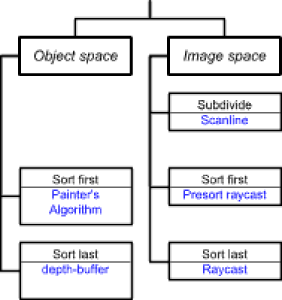 Object space
Image space
Subdivide
Scanline
Sort first
Painter's
Algorithm
Sort first
Presort raycast
Sort last
depth-buffer
Sort last
Raycast